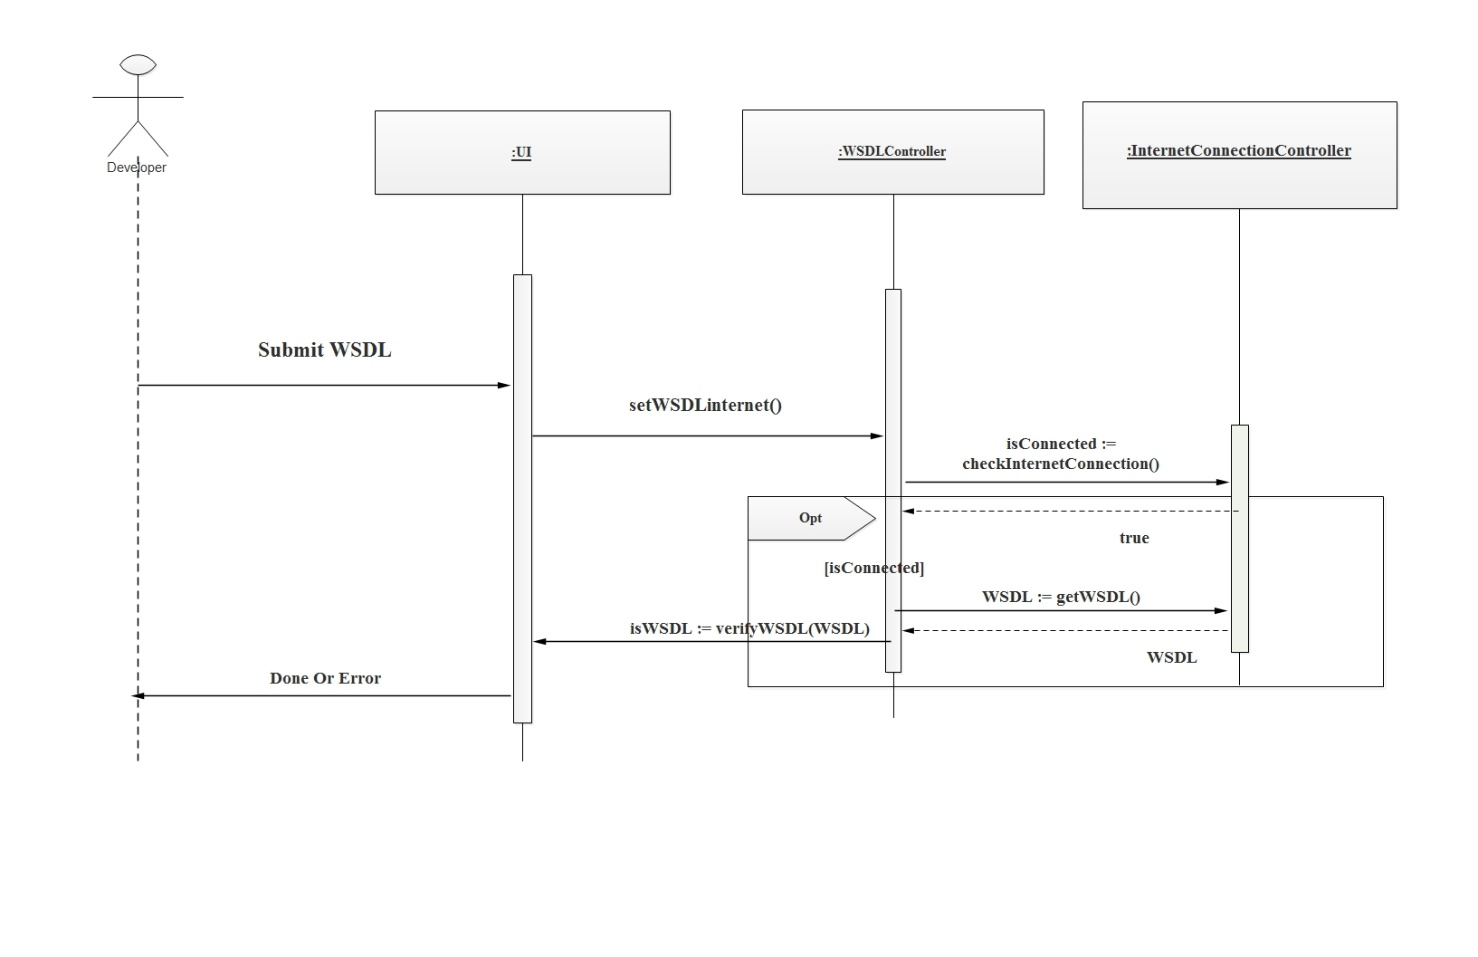 Developer
:UI
:WSDLController
:InternetConnectionController
Submit WSDL
setWSDLinternet()
isConnected :=
checkInternetConnection()
Opt
true
[isConnected]
WSDL := getWSDL()
isWSDL := verifyWSDL(WSDL)
WSDL
Done Or Error